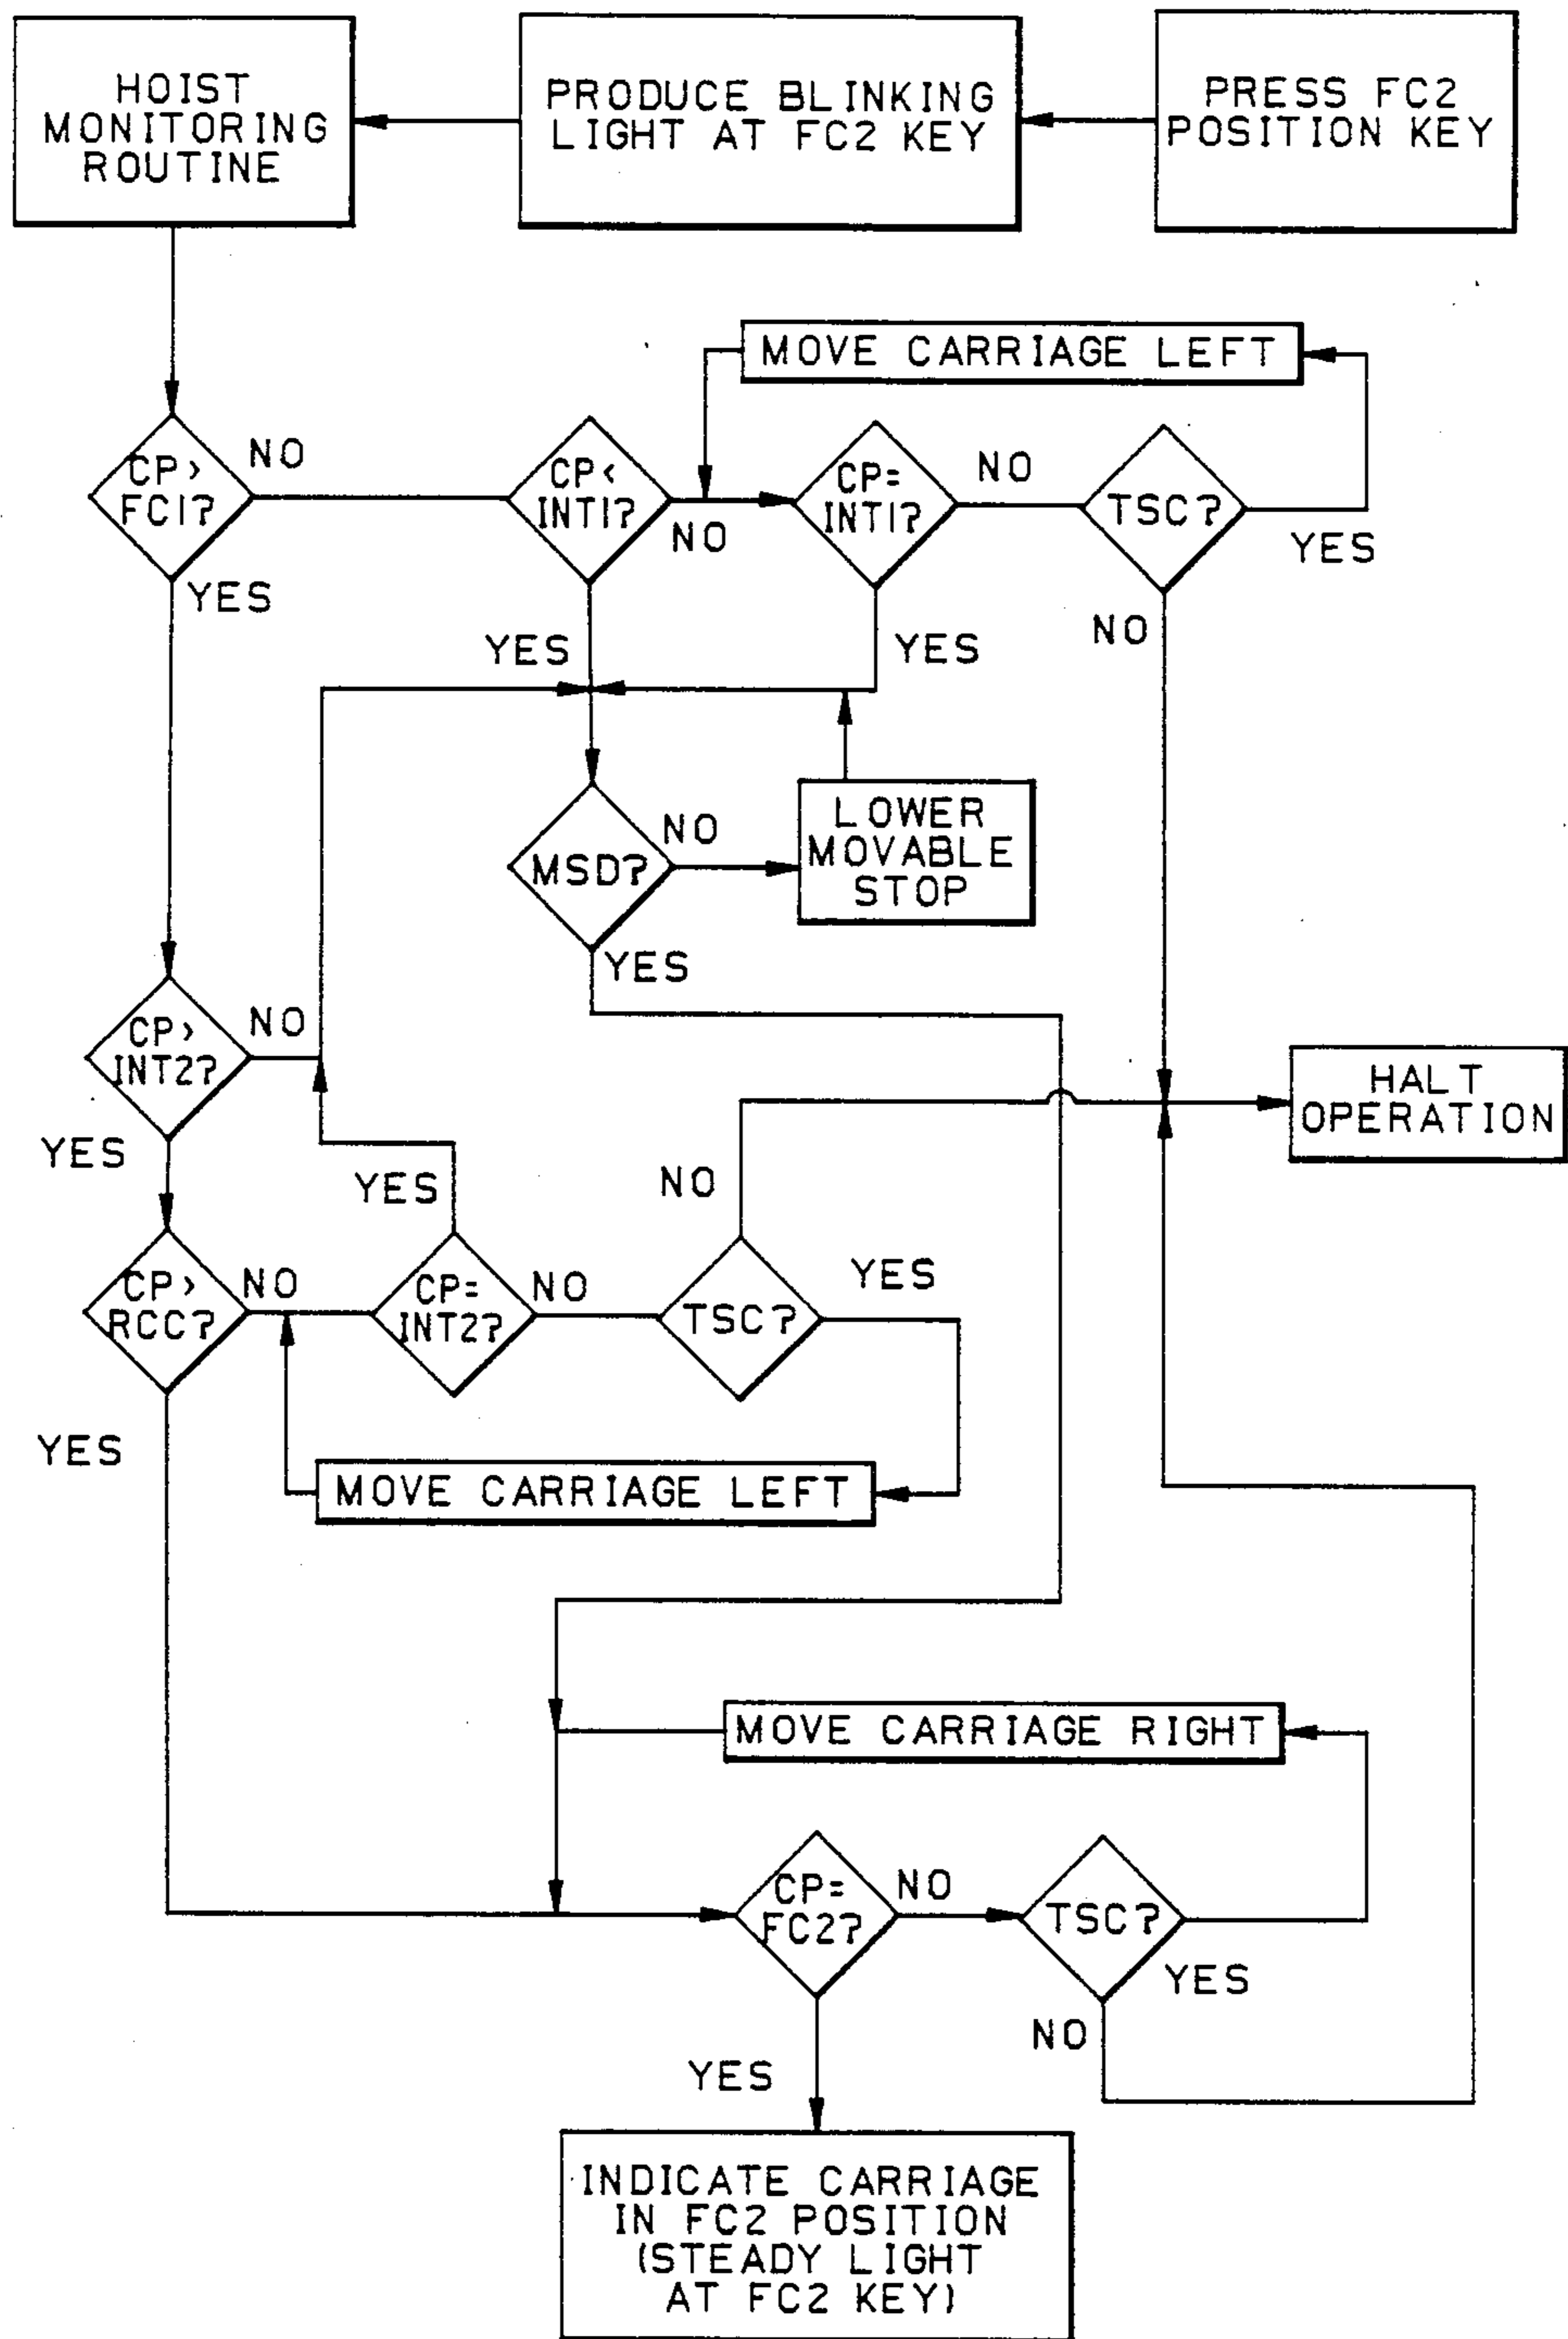 HOIST
MONITORING
ROUTINE
PRODUCE BLINKING
LIGHT AT FC2 KEY
PRESS FC2
POSITION KEY
MOVE CARRIAGE LEFT
CP>
FC1?
NO
YES
CP<
INT1?
NO
YES
CP=
INT1?
NO
YES
TSC?
YES
NO
MSD?
NO
YES
LOWER
MOVABLE
STOP
CP>
INT2?
NO
YES
HALT
OPERATION
CP>
RCC?
NO
YES
CP=
INT2?
YES
NO
TSC?
NO
YES
MOVE CARRIAGE LEFT
MOVE CARRIAGE RIGHT
CP=
FC2?
NO
YES
TSC?
YES
NO
INDICATE CARRIAGE
IN FC2 POSITION
(STEADY LIGHT
AT FC2 KEY)